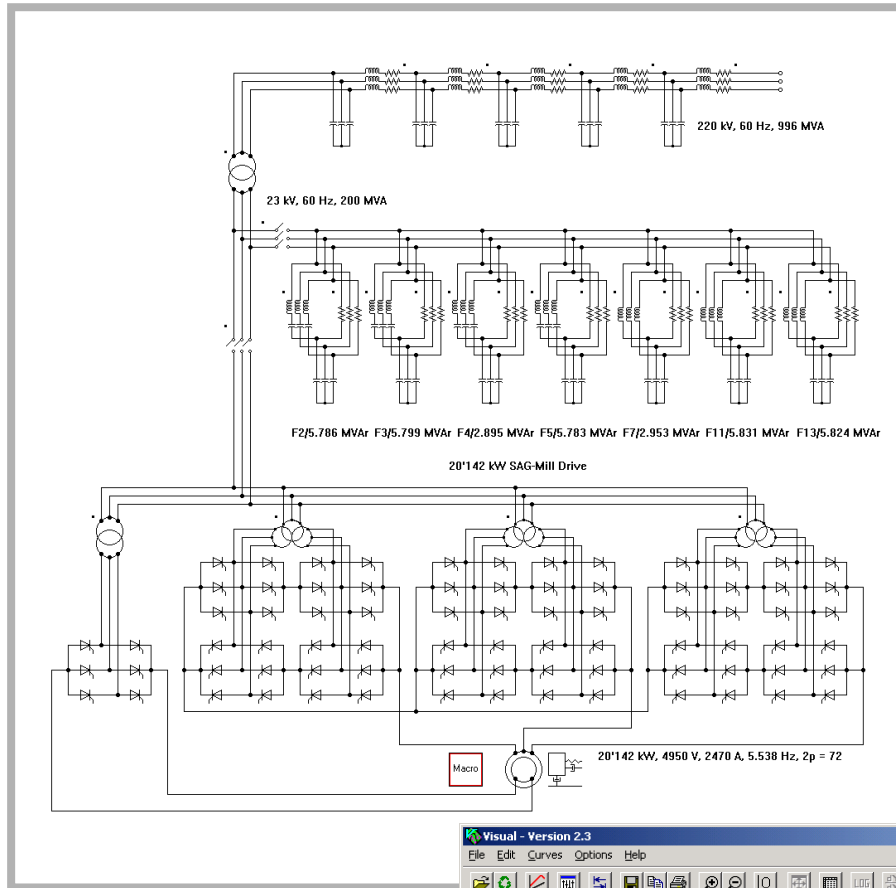 220 kV, 60 Hz, 996 MVA
23 kV, 60 Hz, 200 MVA
F2/5.786 MVAr F3/5.799 MVAr F4/2.895 MVAr F5/5.783 MVAr F7/2.953 MVAr F11/5.831 MVAr F13/5.824 MVAr
20'142 kW SAG-Mill Drive
20'142 kW, 4950 V, 2470 A, 5.538 Hz, 2p = 72
Macro
Visual - Version 2.3
File Edit Curves Options Help
LOG